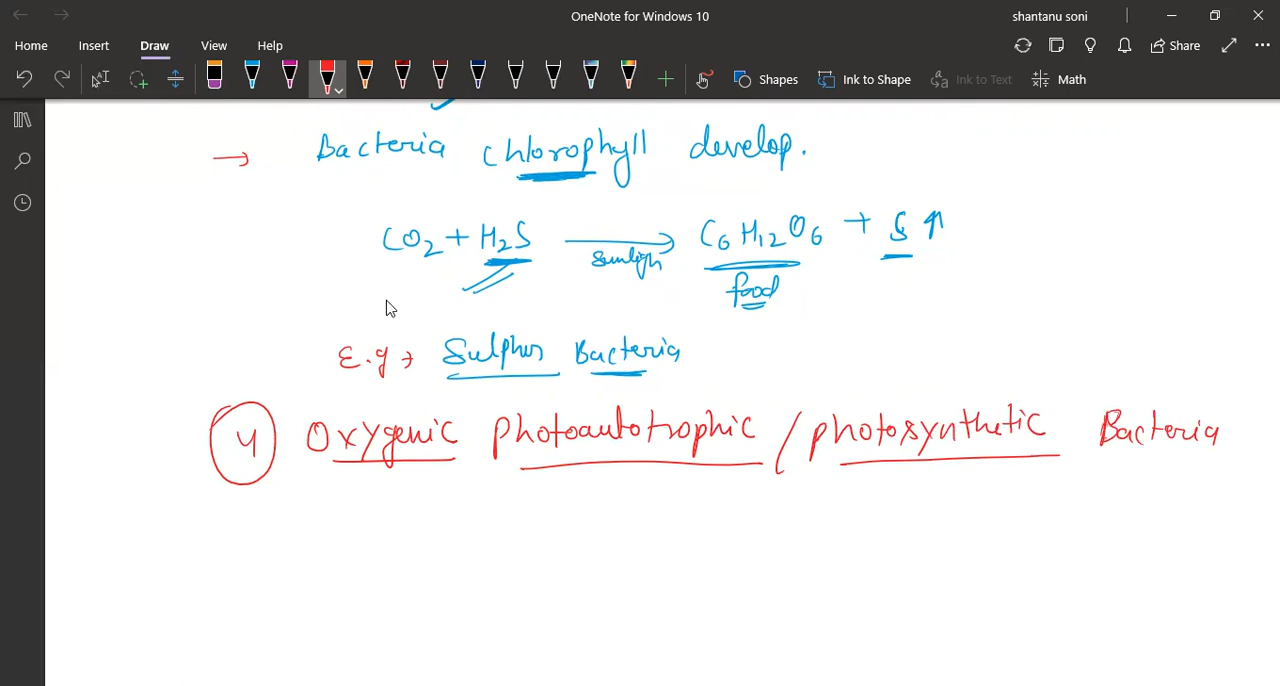 OneNote for Windows 10
shantanu soni
Home Insert Draw View Help
Share
Shapes Ink to Shape Ink to Text Math
→ Bacteria chlorophyll develop.
CO2 + H2S → C6H12O6 + S ↑
Sunligh
food
E.g → Sulphur Bacteria
4 Oxygenic photoautotrophic / photosynthetic Bacteria